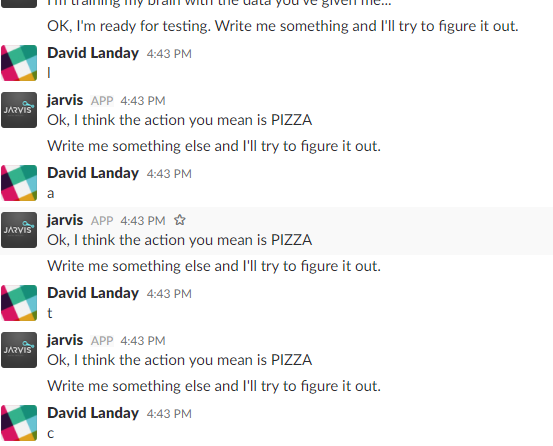 I'm training my brain with the data you've given me...
OK, I'm ready for testing. Write me something and I'll try to figure it out.
David Landay 4:43 PM
l
JARVIS
jarvis APP 4:43 PM
Ok, I think the action you mean is PIZZA
Write me something else and I'll try to figure it out.
David Landay 4:43 PM
a
JARVIS
jarvis APP 4:43 PM
Ok, I think the action you mean is PIZZA
Write me something else and I'll try to figure it out.
David Landay 4:43 PM
t
JARVIS
jarvis APP 4:43 PM
Ok, I think the action you mean is PIZZA
Write me something else and I'll try to figure it out.
David Landay 4:43 PM
c